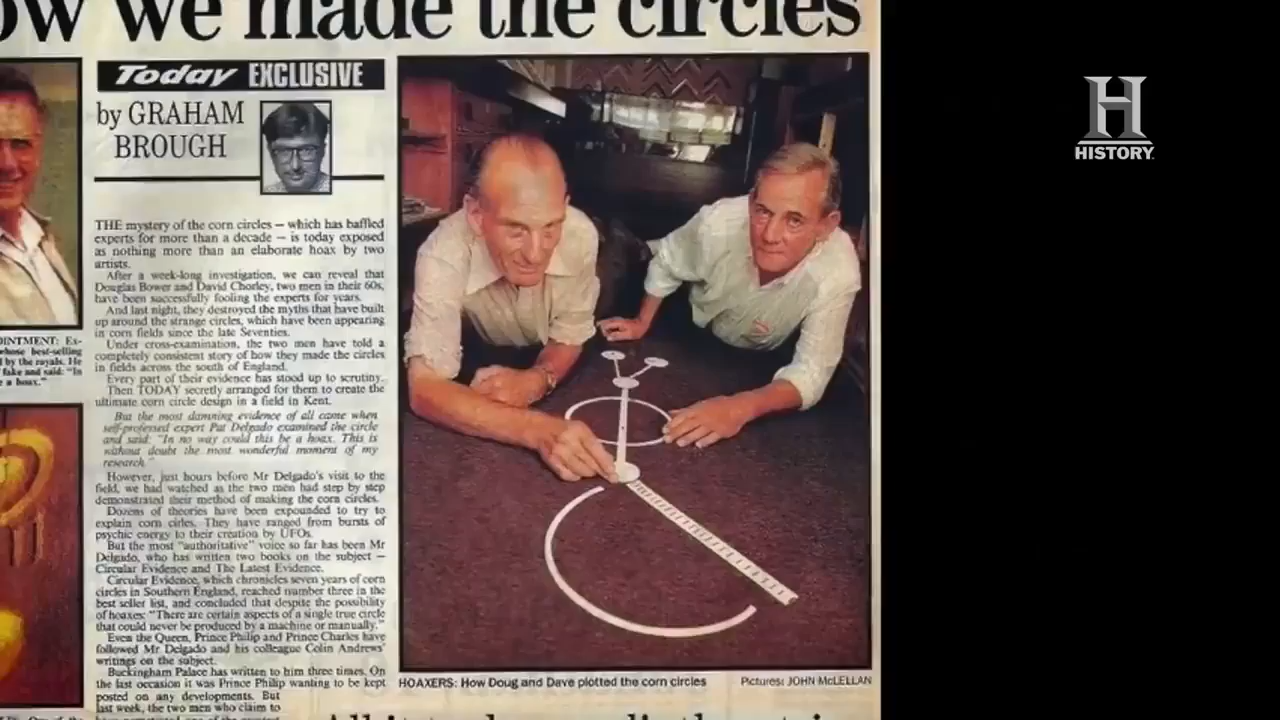 ow we made the circles
Today EXCLUSIVE
by GRAHAM
BROUGH
THE mystery of the corn circles – which has baffled
experts for more than a decade – is today exposed
as nothing more than an elaborate hoax by two
artists.
After a week-long investigation, we can reveal that
Douglas Bower and David Chorley, two men in their 60s,
have been successfully fooling the experts for years.
And last night, they destroyed the myths that have built
up around the strange circles, which have been appearing
in corn fields since the late Seventies.
Under cross-examination, the two men have told a
completely consistent story of how they made the circles
in fields across the south of England.
Every part of their evidence has stood up to scrutiny.
Then TODAY secretly arranged for them to create the
ultimate corn circle design in a field in Kent.
But the most damning evidence of all came when
self-professed expert Pat Delgado examined the circle
and said: "In no way could this be a hoax. This is
without doubt the most wonderful moment of my
research."
However, just hours before Mr Delgado's visit to the
field, we had watched as the two men had step by step
demonstrated their method of making the corn circles.
Dozens of theories have been expounded to try to
explain corn cirles. They have ranged from bursts of
psychic energy to their creation by UFOs.
But the most "authoritative" voice so far has been Mr
Delgado, who has written two books on the subject –
Circular Evidence and The Latest Evidence.
Circular Evidence, which chronicles seven years of corn
circles in Southern England, reached number three in the
best seller list, and concluded that despite the possibility
of hoaxes: "There are certain aspects of a single true circle
that could never be produced by a machine or manually."
Even the Queen, Prince Philip and Prince Charles have
followed Mr Delgado and his colleague Colin Andrews'
writings on the subject.
Buckingham Palace has written to him three times. On
the last occasion it was Prince Philip wanting to be kept
posted on any developments. But
last week, the two men who claim to
OINTMENT: Ex-
whose best-selling
l by the royals. He
fake and said: "In
e a hoax."
HOAXERS: How Doug and Dave plotted the corn circles
Pictures: JOHN McLELLAN
H
HISTORY